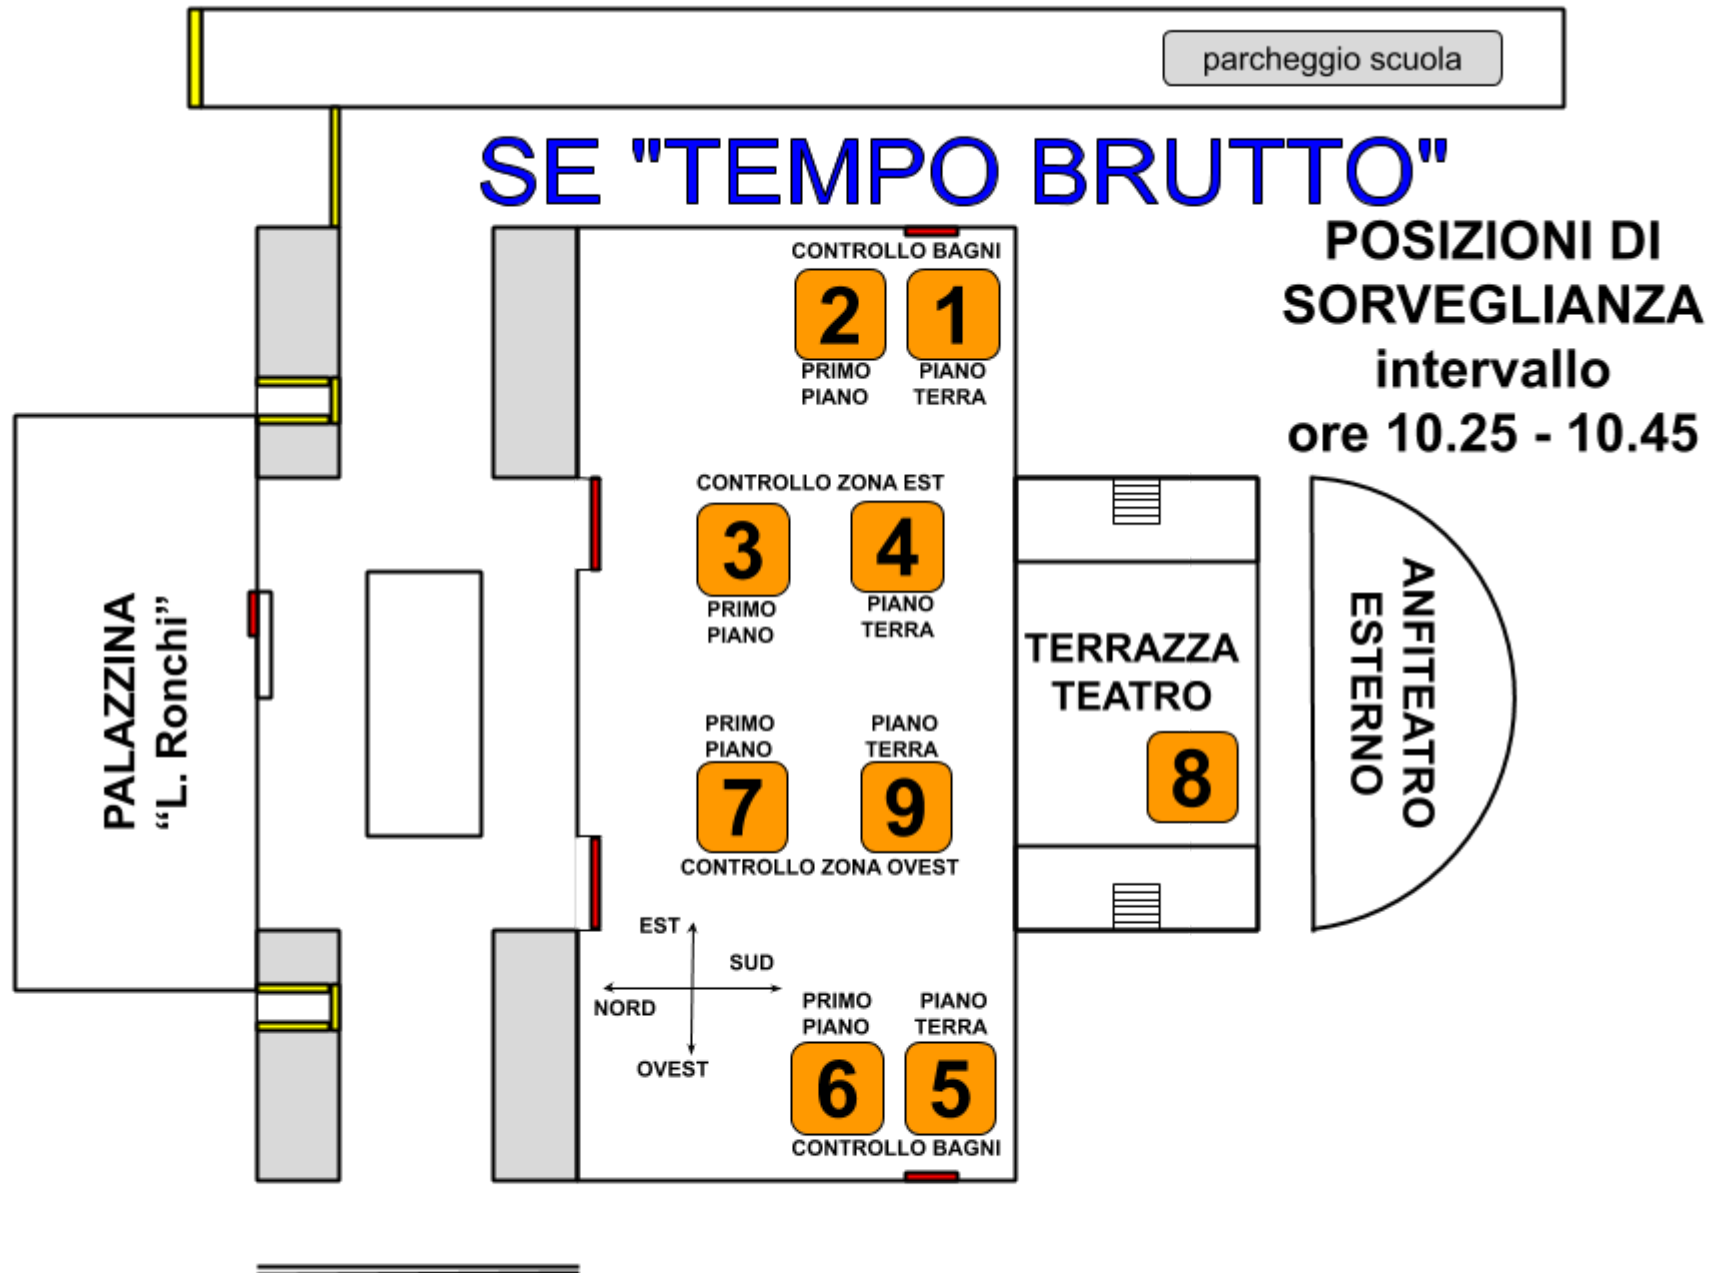 parcheggio scuola
SE "TEMPO BRUTTO"
POSIZIONI DI
SORVEGLIANZA
intervallo
ore 10.25 - 10.45
CONTROLLO BAGNI
2
1
PRIMO
PIANO
PIANO
TERRA
CONTROLLO ZONA EST
3
4
PRIMO
PIANO
PIANO
TERRA
PALAZZINA
“L. Ronchi”
TERRAZZA
TEATRO
8
ANFITEATRO
ESTERNO
PRIMO
PIANO
PIANO
TERRA
7
9
CONTROLLO ZONA OVEST
EST
SUD
NORD
OVEST
PRIMO
PIANO
PIANO
TERRA
6
5
CONTROLLO BAGNI